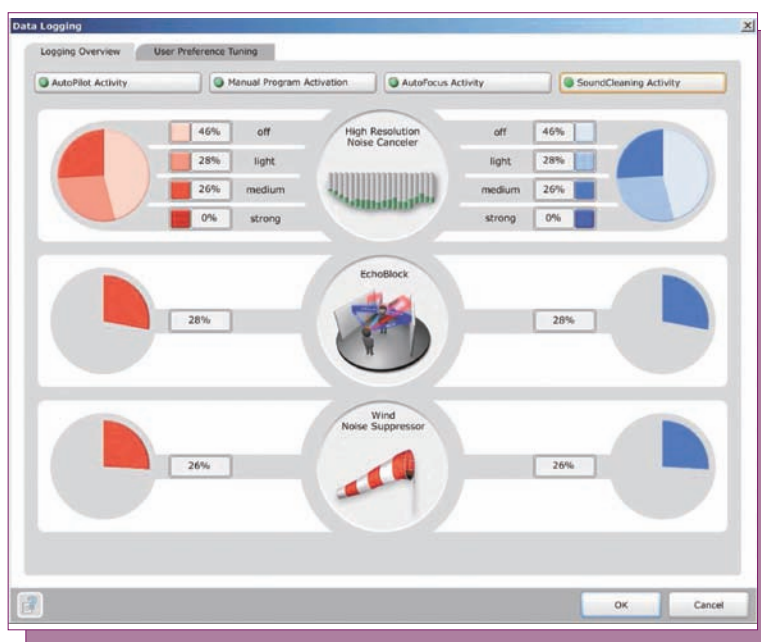 Data Logging
Logging Overview
User Preference Tuning
AutoPilot Activity
Manual Program Activation
AutoFocus Activity
SoundCleaning Activity
46% off
28% light
26% medium
0% strong
High Resolution
Noise Canceler
off 46%
light 28%
medium 26%
strong 0%
EchoBlock
28%
28%
Wind
Noise Suppressor
26%
26%
OK
Cancel